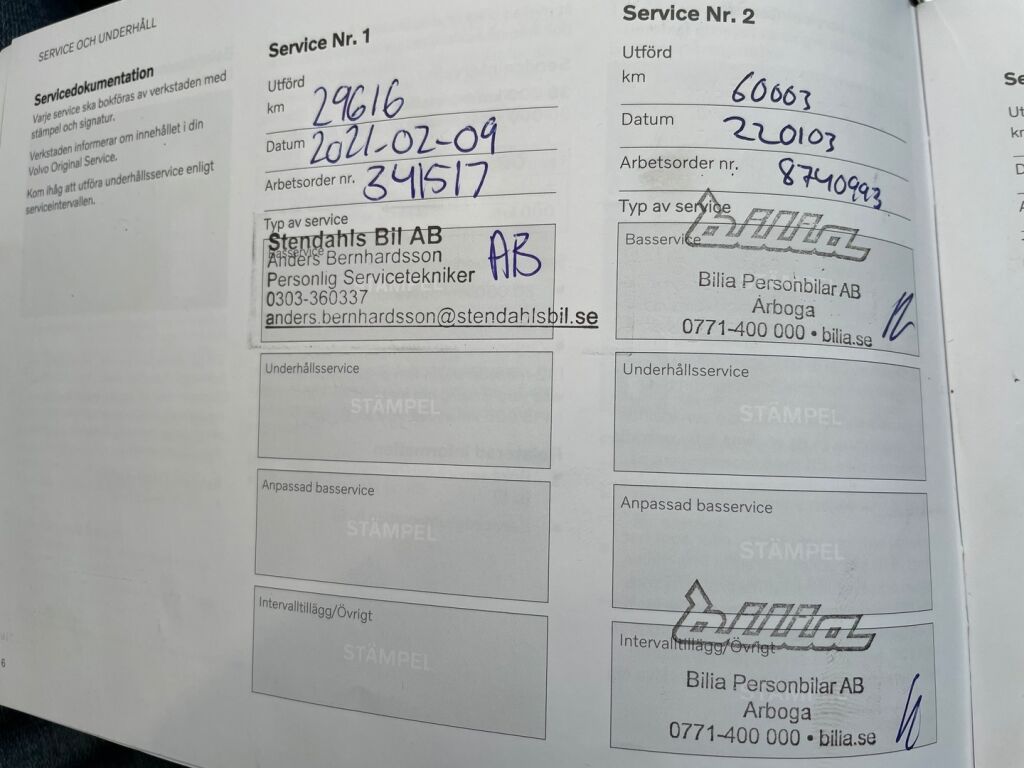 SERVICE OCH UNDERHÅLL
Servicedokumentation
Varje service ska bokföras av verkstaden med
stämpel och signatur.
Verkstaden informerar om innehållet i din
Volvo Original Service.
Kom ihåg att utföra underhållsservice enligt
serviceintervallen.
6
Service Nr. 1
Utförd
km 29616
Datum 2021-02-09
Arbetsorder nr. 341517
Typ av service
Basservice
Stendahls Bil AB
Anders Bernhardsson
Personlig Servicetekniker AB
0303-360337
anders.bernhardsson@stendahlsbil.se
Underhållsservice
STÄMPEL
Anpassad basservice
STÄMPEL
Intervalltillägg/Övrigt
STÄMPEL
Service Nr. 2
Utförd
km 60003
Datum 220103
Arbetsorder nr. 8740993
Typ av service
Basservice
Bilia
Bilia Personbilar AB
Arboga
0771-400 000 • bilia.se
Underhållsservice
STÄMPEL
Anpassad basservice
STÄMPEL
Bilia
Intervalltillägg/Övrigt
Bilia Personbilar AB
Arboga
0771-400 000 • bilia.se